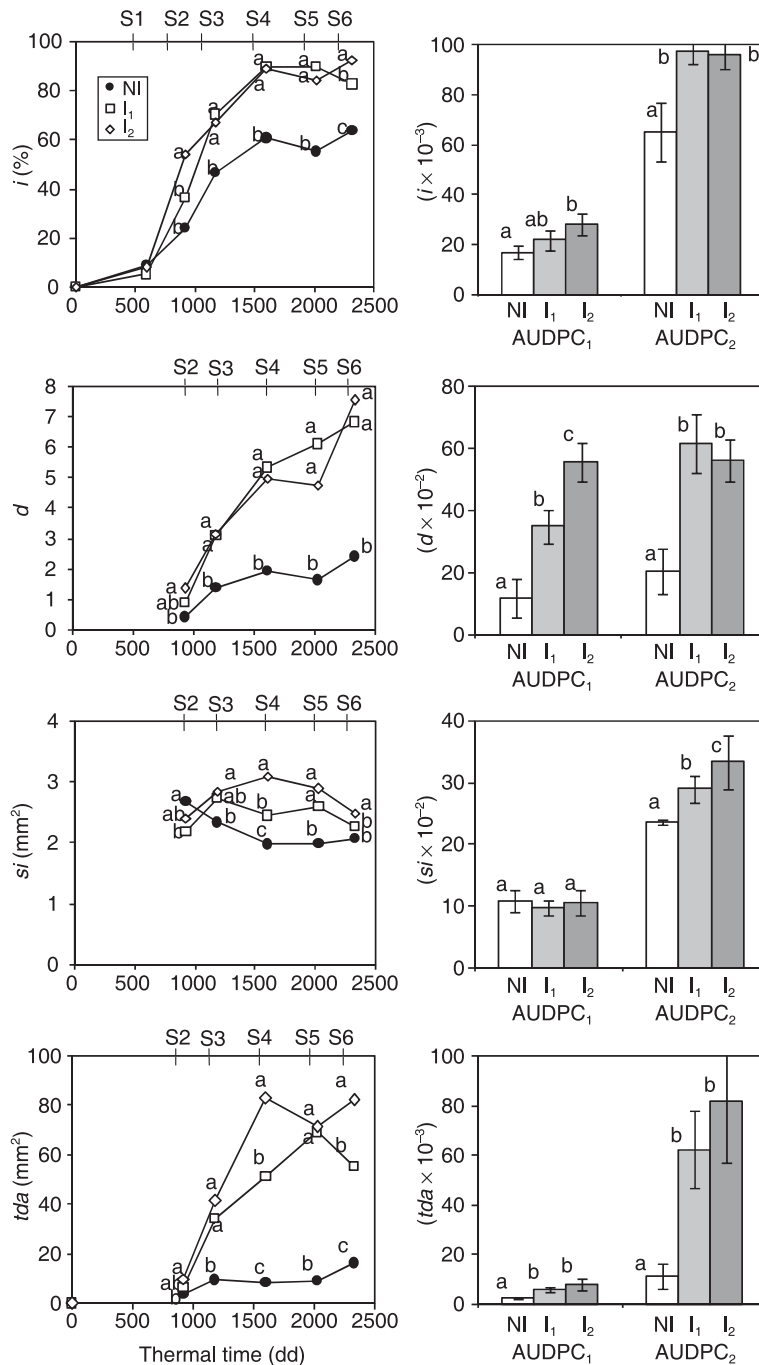 S1 S2 S3 S4 S5 S6
100
80
60
40
20
0
i (%)
NI
I₁
I₂
a a a a a
b a a a b
c b b b c
0 500 1000 1500 2000 2500
100
80
60
40
20
0
(i × 10⁻³)
a ab b a b b
NI I₁ I₂ NI I₁ I₂
AUDPC₁ AUDPC₂
S2 S3 S4 S5 S6
8
7
6
5
4
3
2
1
0
d
a a a a a
ab a a a a
b b b b b
0 500 1000 1500 2000 2500
80
60
40
20
0
(d × 10⁻²)
a b c a b b
NI I₁ I₂ NI I₁ I₂
AUDPC₁ AUDPC₂
S2 S3 S4 S5 S6
4
3
2
1
0
si (mm²)
a a a a a
ab ab b a b
b b c b b
0 500 1000 1500 2000 2500
40
30
20
10
0
(si × 10⁻²)
a a a a b c
NI I₁ I₂ NI I₁ I₂
AUDPC₁ AUDPC₂
S2 S3 S4 S5 S6
100
80
60
40
20
0
tda (mm²)
a a a a a
a b a b
b c b c
0 500 1000 1500 2000 2500
Thermal time (dd)
100
80
60
40
20
0
(tda × 10⁻³)
a b b a b b
NI I₁ I₂ NI I₁ I₂
AUDPC₁ AUDPC₂